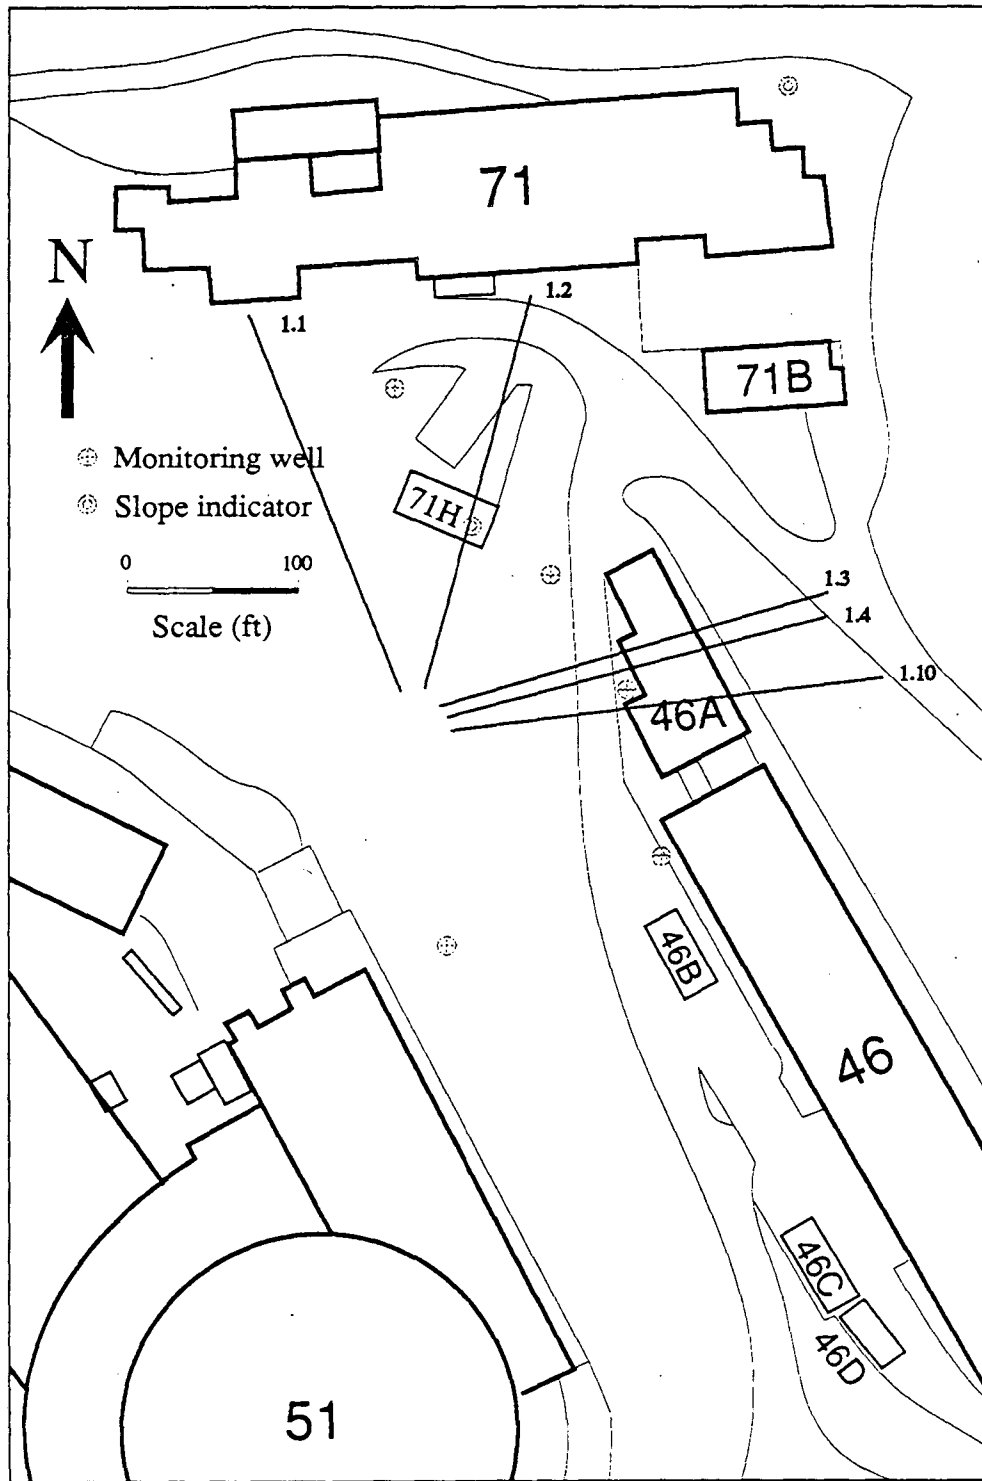 71
N
1.2
1.1
71B
Monitoring well
71H
Slope indicator
0 100
Scale (ft)
1.3
1.4
1.10
46A
46B
46
46C
46D
51